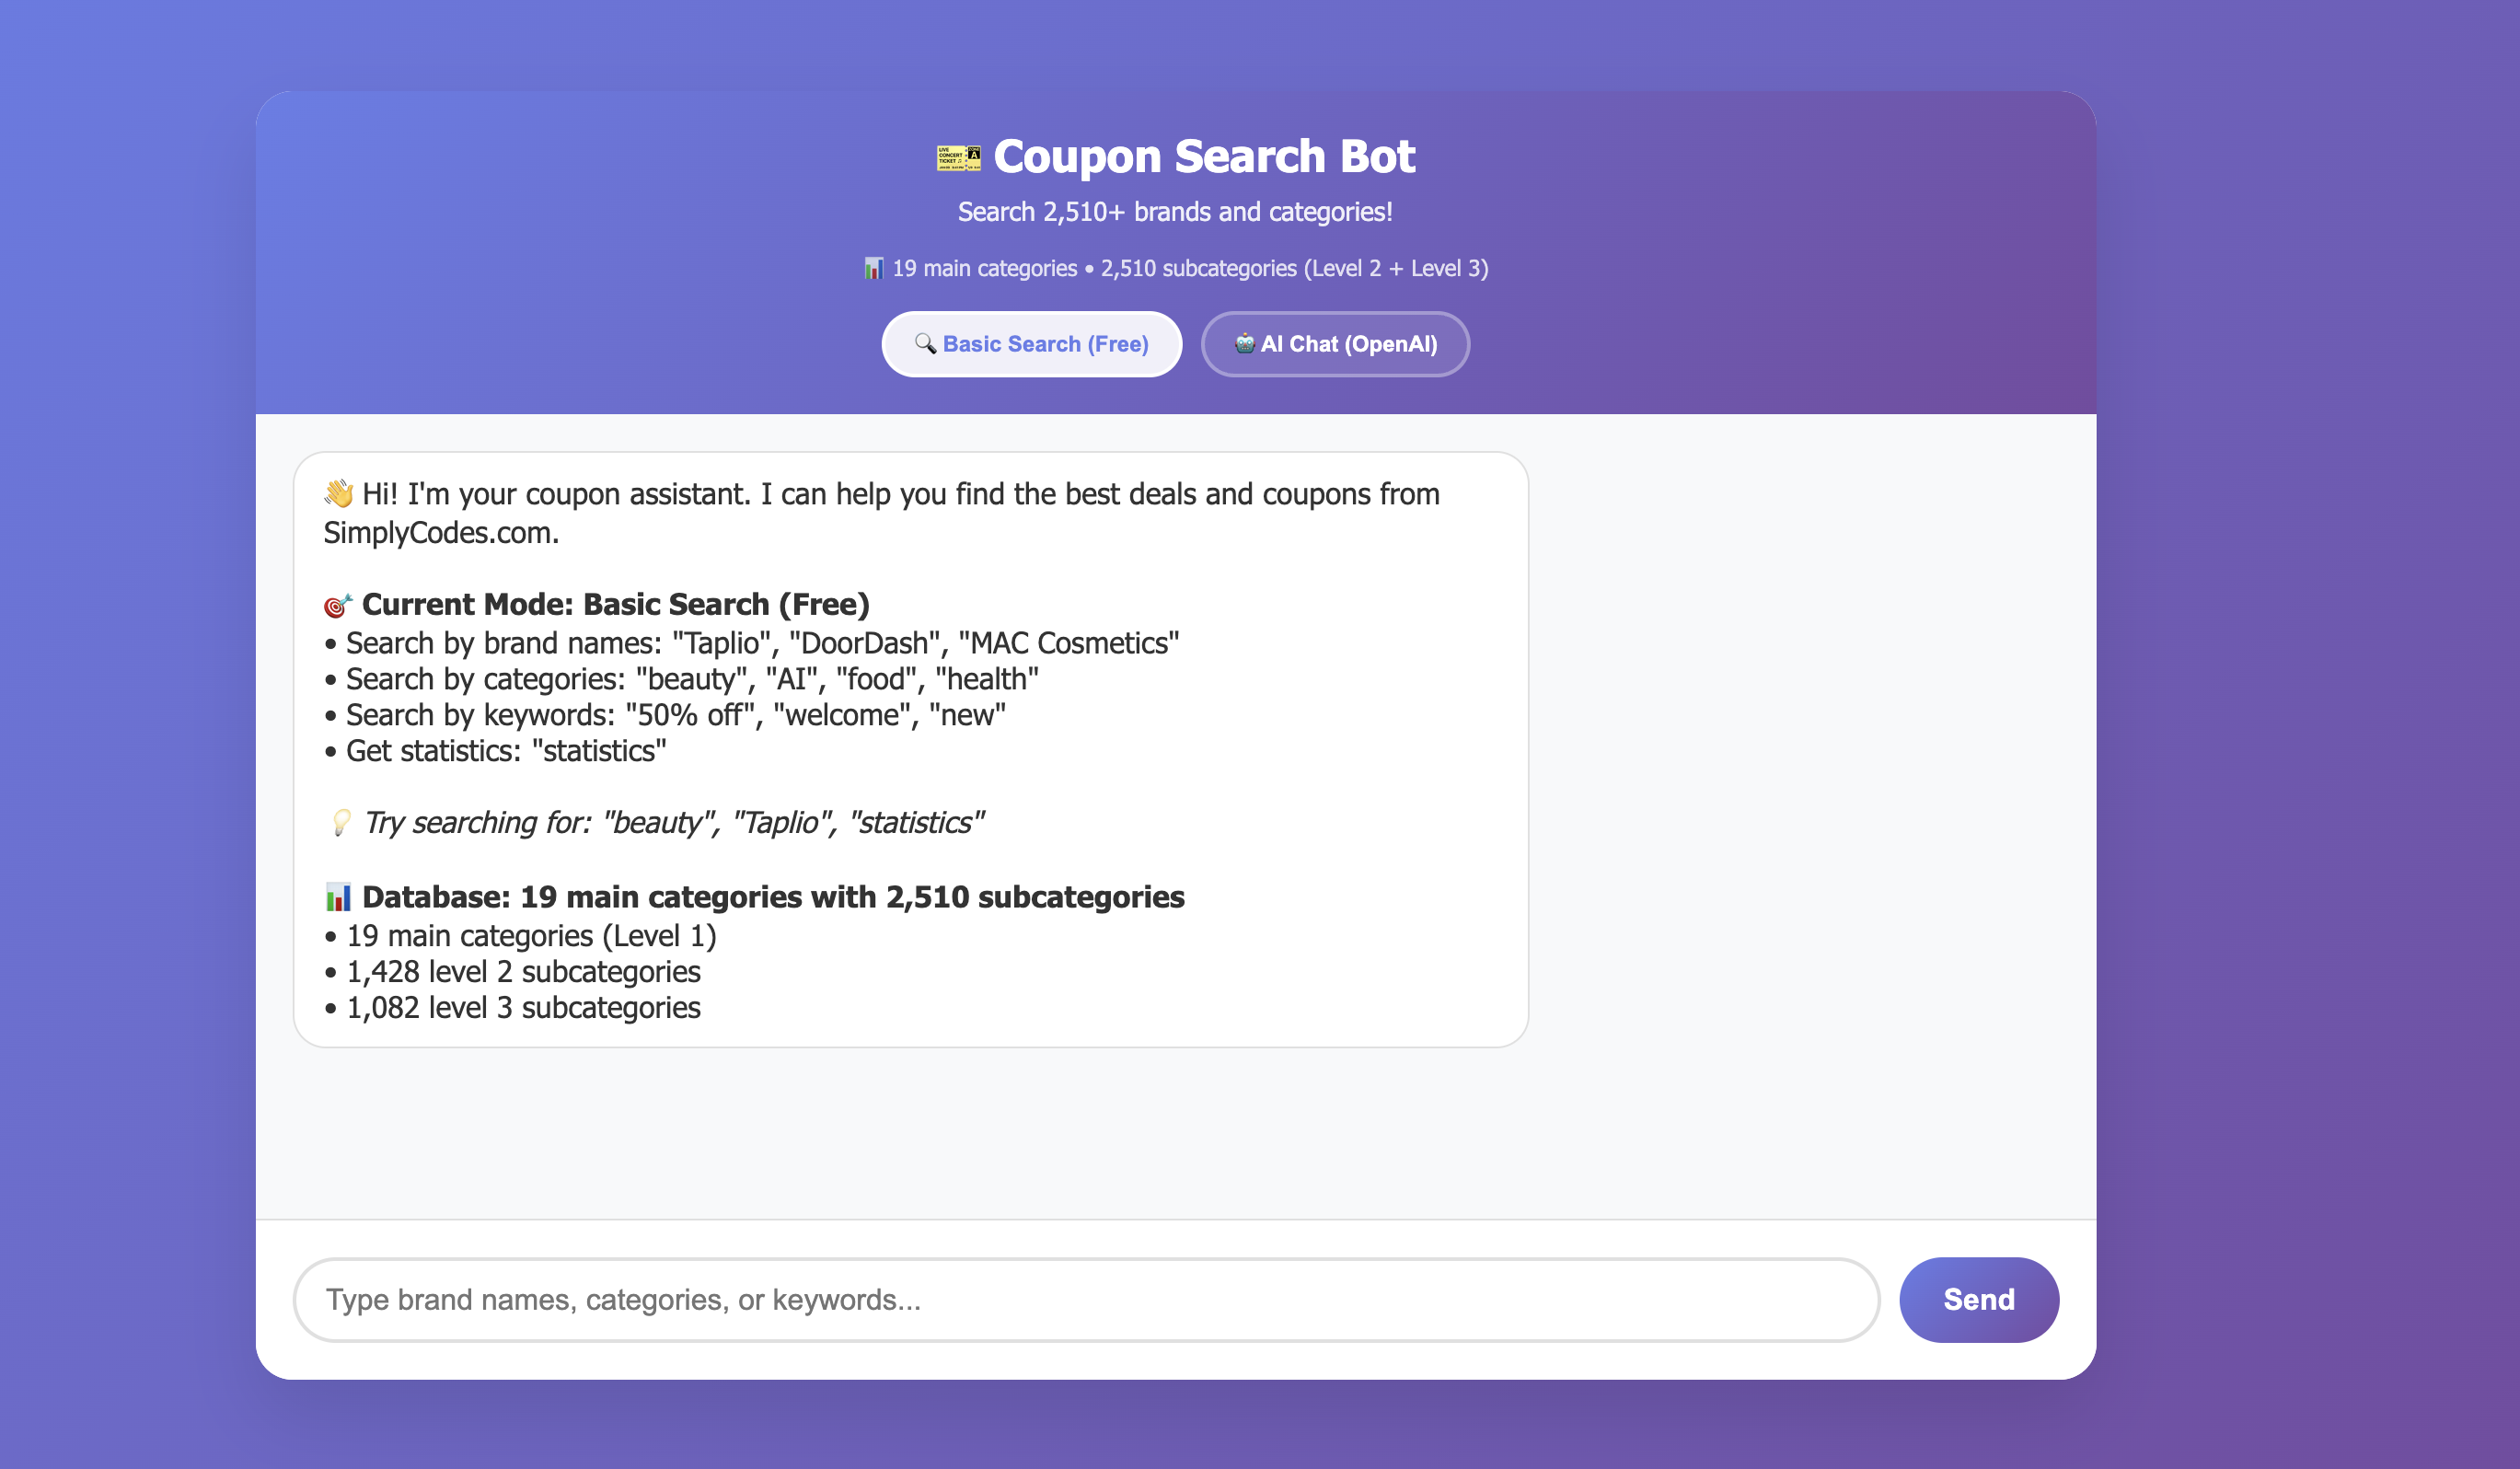 🎫 Coupon Search Bot
Search 2,510+ brands and categories!
📊 19 main categories • 2,510 subcategories (Level 2 + Level 3)
🔍 Basic Search (Free)
🤖 AI Chat (OpenAI)
👋 Hi! I'm your coupon assistant. I can help you find the best deals and coupons from
SimplyCodes.com.
🎯 Current Mode: Basic Search (Free)
• Search by brand names: "Taplio", "DoorDash", "MAC Cosmetics"
• Search by categories: "beauty", "AI", "food", "health"
• Search by keywords: "50% off", "welcome", "new"
• Get statistics: "statistics"
💡 Try searching for: "beauty", "Taplio", "statistics"
📊 Database: 19 main categories with 2,510 subcategories
• 19 main categories (Level 1)
• 1,428 level 2 subcategories
• 1,082 level 3 subcategories
Type brand names, categories, or keywords...
Send